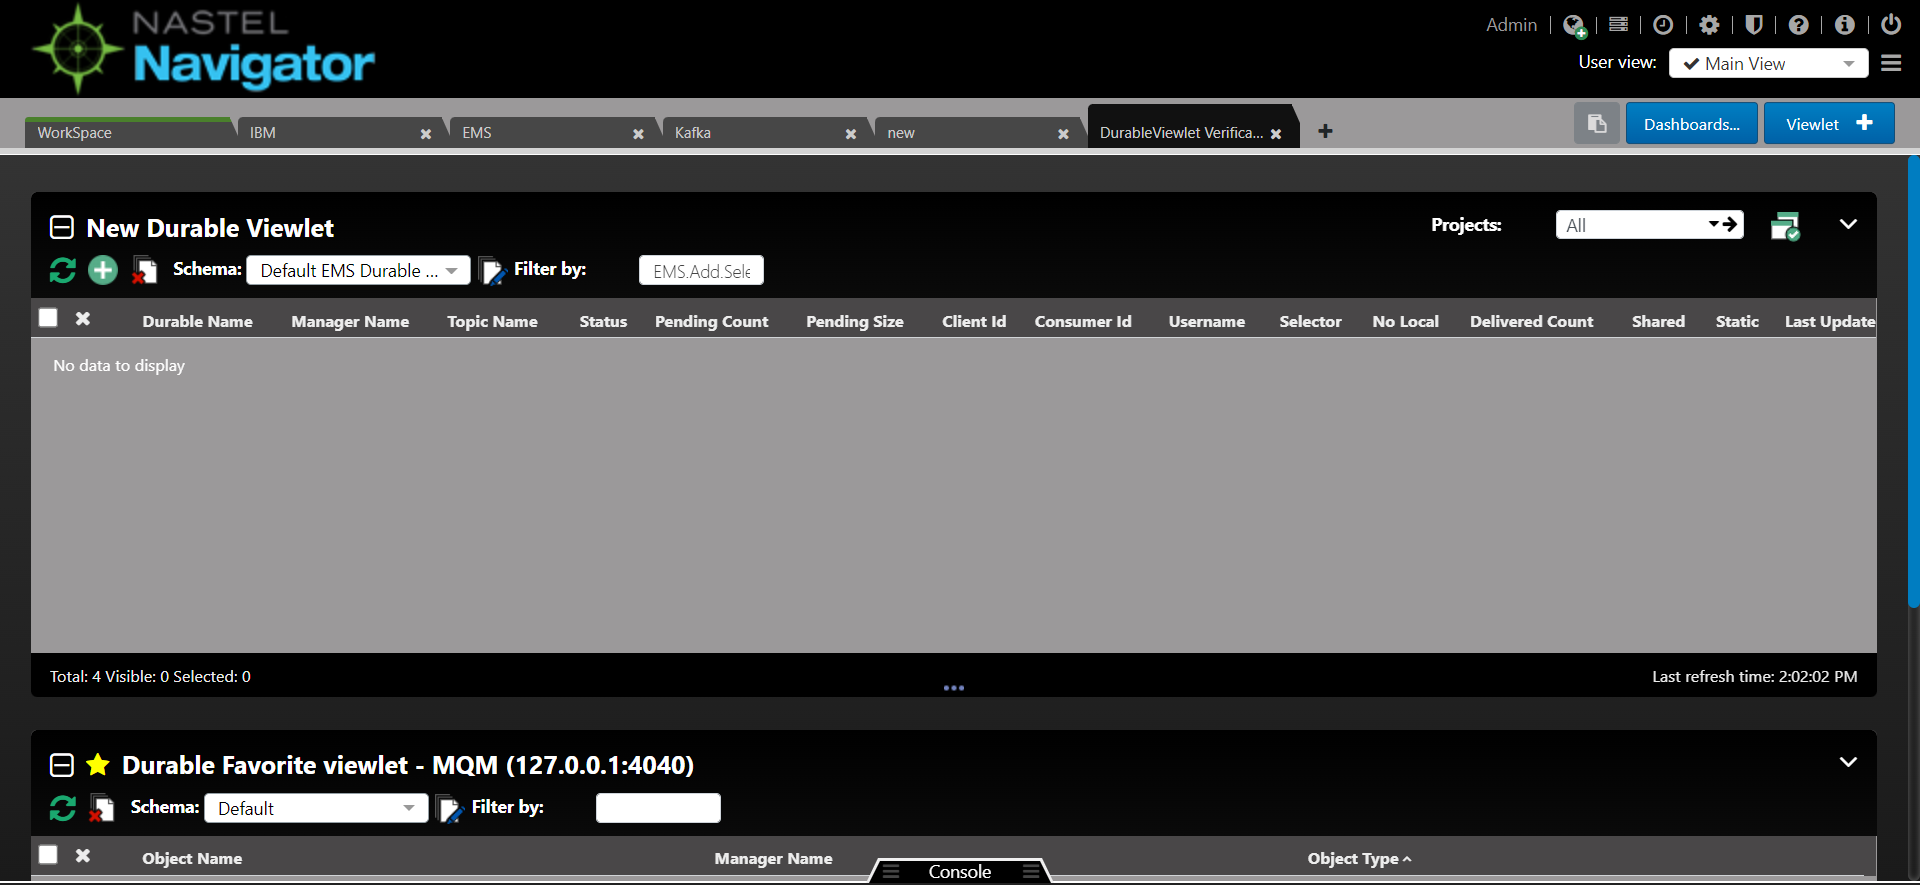 NASTEL
Navigator
Admin
User view: Main View
WorkSpace IBM EMS Kafka new DurableViewlet Verifica...
Dashboards... Viewlet
New Durable Viewlet
Projects: All
Schema: Default EMS Durable ... Filter by: EMS.Add.Sele
Durable Name Manager Name Topic Name Status Pending Count Pending Size Client Id Consumer Id Username Selector No Local Delivered Count Shared Static Last Update
No data to display
Total: 4 Visible: 0 Selected: 0
Last refresh time: 2:02:02 PM
Durable Favorite viewlet - MQM (127.0.0.1:4040)
Schema: Default Filter by:
Object Name Manager Name Object Type
Console